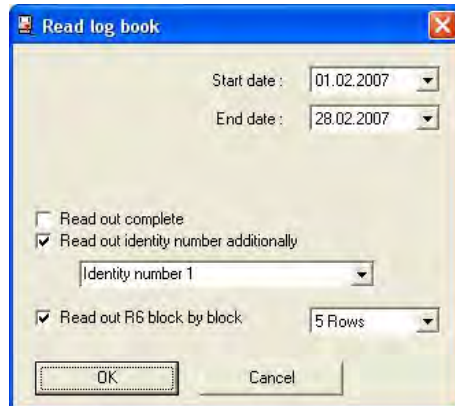 Read log book
Start date : 01.02.2007
End date : 28.02.2007
Read out complete
Read out identity number additionally
Identity number 1
Read out R6 block by block 5 Rows
OK Cancel